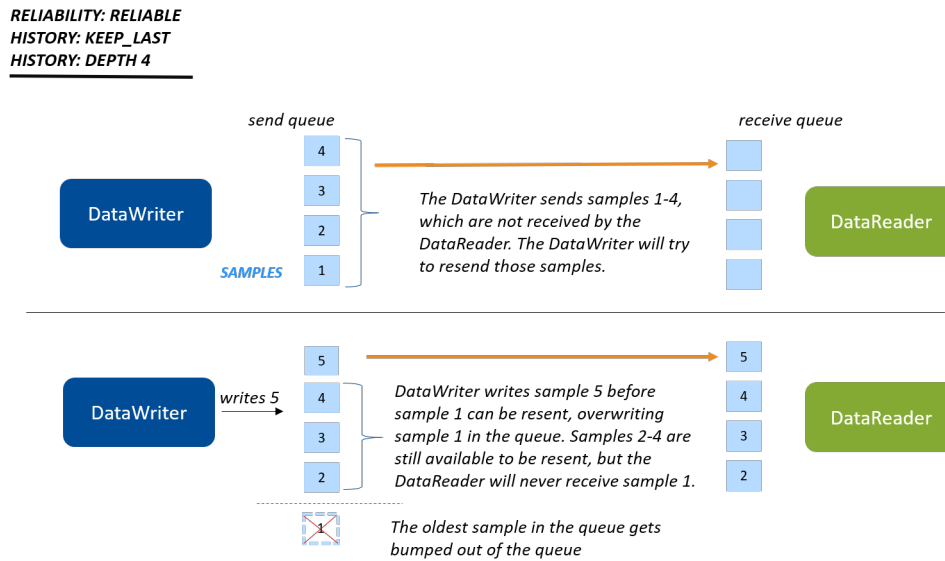 RELIABILITY: RELIABLE
HISTORY: KEEP_LAST
HISTORY: DEPTH 4
send queue
receive queue
4
3
2
1
SAMPLES
DataWriter
The DataWriter sends samples 1-4,
which are not received by the
DataReader. The DataWriter will try
to resend those samples.
DataReader
DataWriter
writes 5
5
4
3
2
DataWriter writes sample 5 before
sample 1 can be resent, overwriting
sample 1 in the queue. Samples 2-4 are
still available to be resent, but the
DataReader will never receive sample 1.
5
4
3
2
DataReader
1
The oldest sample in the queue gets
bumped out of the queue